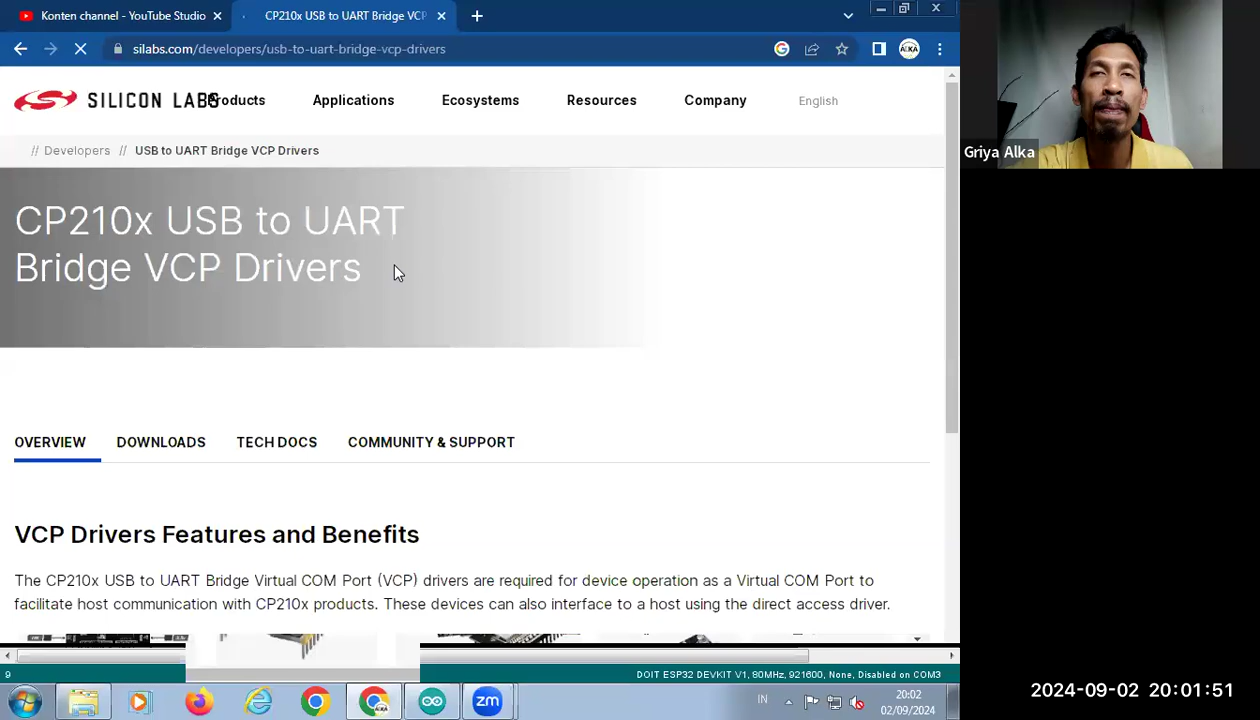 Konten channel - YouTube Studio
CP210x USB to UART Bridge VCP
silabs.com/developers/usb-to-uart-bridge-vcp-drivers
SILICON LABS
Products
Applications
Ecosystems
Resources
Company
English
// Developers // USB to UART Bridge VCP Drivers
CP210x USB to UART
Bridge VCP Drivers
OVERVIEW
DOWNLOADS
TECH DOCS
COMMUNITY & SUPPORT
VCP Drivers Features and Benefits
The CP210x USB to UART Bridge Virtual COM Port (VCP) drivers are required for device operation as a Virtual COM Port to
facilitate host communication with CP210x products. These devices can also interface to a host using the direct access driver.
9
DOIT ESP32 DEVKIT V1, 80MHz, 921600, None, Disabled on COM3
zm
IN
20:02
02/09/2024
Griya Alka
2024-09-02 20:01:51